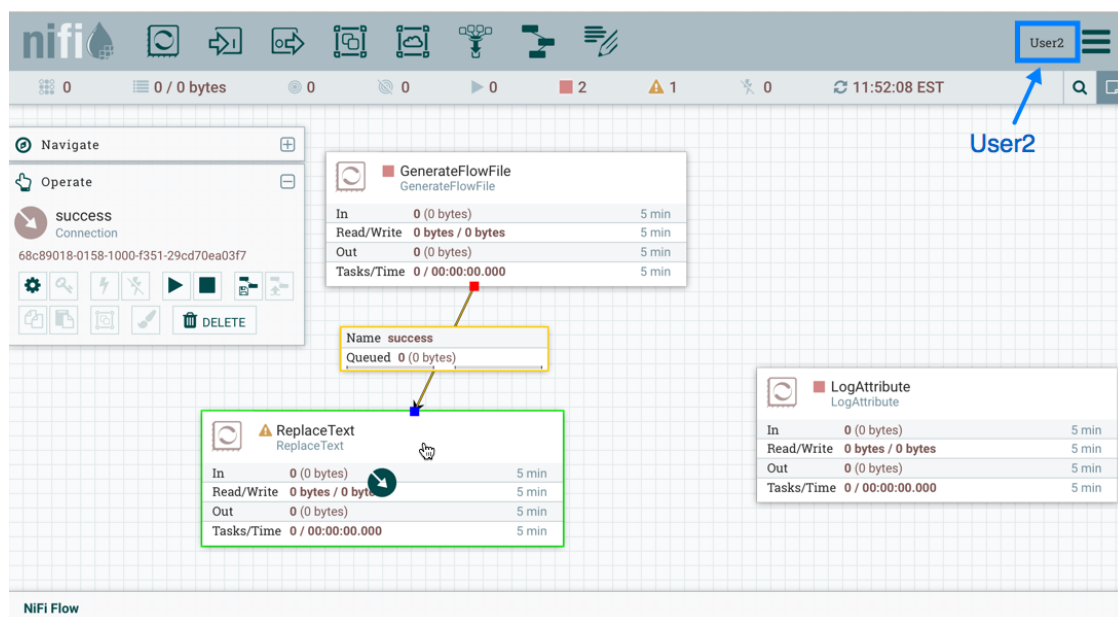 nifi
User2
0
0 / 0 bytes
0
0
0
2
1
0
11:52:08 EST
User2
Navigate
Operate
success
Connection
68c89018-0158-1000-f351-29cd70ea03f7
DELETE
GenerateFlowFile
GenerateFlowFile
In 0 (0 bytes) 5 min
Read/Write 0 bytes / 0 bytes 5 min
Out 0 (0 bytes) 5 min
Tasks/Time 0 / 00:00:00.000 5 min
Name success
Queued 0 (0 bytes)
ReplaceText
ReplaceText
In 0 (0 bytes) 5 min
Read/Write 0 bytes / 0 byte 5 min
Out 0 (0 bytes) 5 min
Tasks/Time 0 / 00:00:00.000 5 min
LogAttribute
LogAttribute
In 0 (0 bytes) 5 min
Read/Write 0 bytes / 0 bytes 5 min
Out 0 (0 bytes) 5 min
Tasks/Time 0 / 00:00:00.000 5 min
NiFi Flow